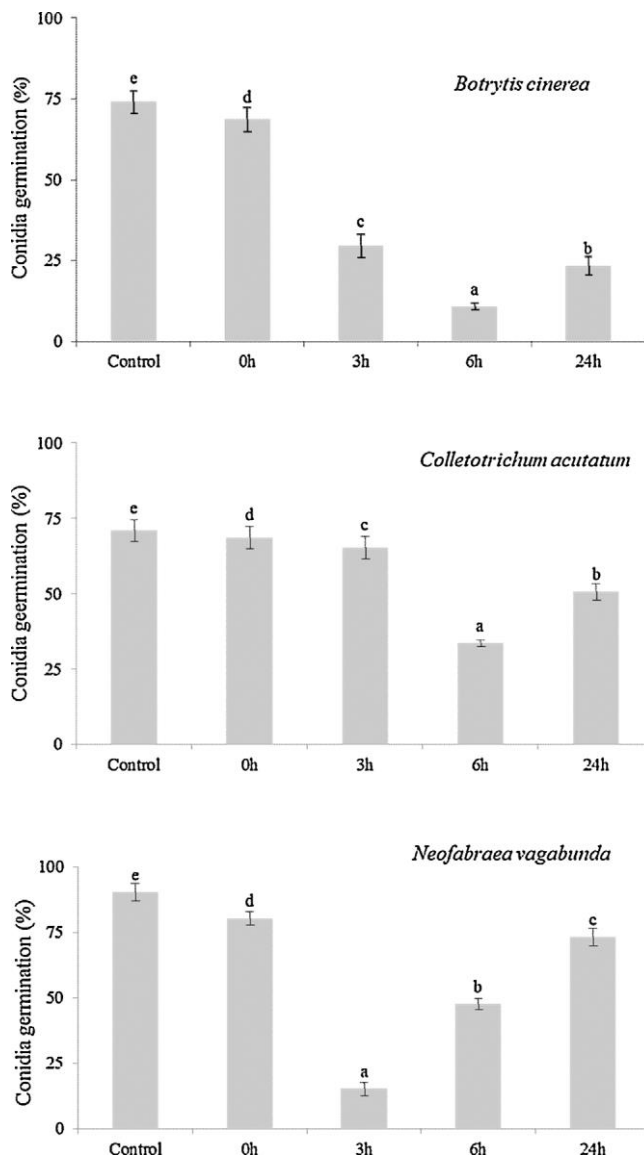 100
Botrytis cinerea
e
d
75
Conidia germination (%)
50
c
b
25
a
0
Control 0h 3h 6h 24h
100
Colletotrichum acutatum
e d c
75
Conidia geermination (%)
b
50
a
25
0
Control 0h 3h 6h 24h
Neofabraea vagabunda
100
e
d
c
75
Conidia germination (%)
b
50
a
25
0
Control 0h 3h 6h 24h